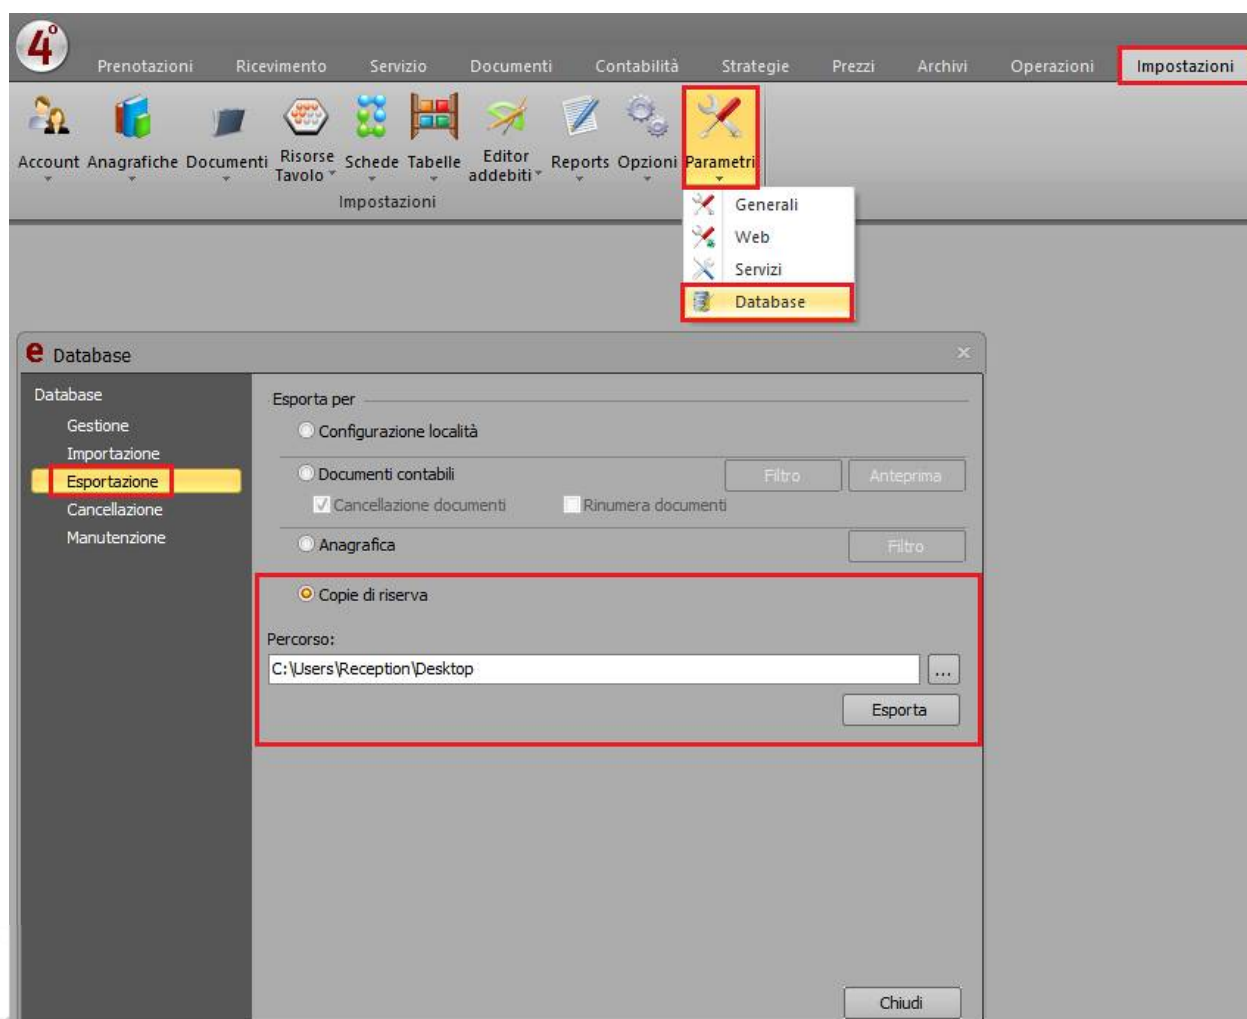 4°
Prenotazioni Ricevimento Servizio Documenti Contabilità Strategie Prezzi Archivi Operazioni Impostazioni
Account Anagrafiche Documenti Risorse Tavolo Schede Tabelle Editor addebiti Reports Opzioni Parametri
Impostazioni
Generali
Web
Servizi
Database
e Database
Database
Gestione
Importazione
Esportazione
Cancellazione
Manutenzione
Esporta per
Configurazione località
Documenti contabili Filtro Anteprima
Cancellazione documenti Rinumera documenti
Anagrafica Filtro
Copie di riserva
Percorso:
C:\Users\Reception\Desktop ...
Esporta
Chiudi